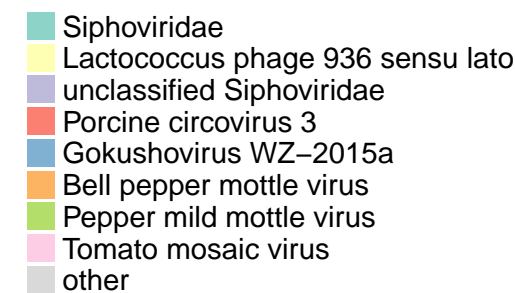 Siphoviridae
Lactococcus phage 936 sensu lato
unclassified Siphoviridae
Porcine circovirus 3
Gokushovirus WZ−2015a
Bell pepper mottle virus
Pepper mild mottle virus
Tomato mosaic virus
other